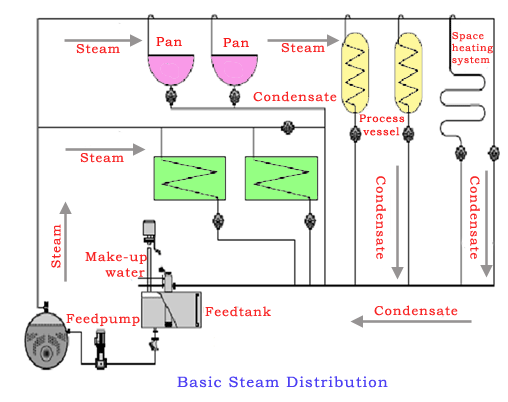 Steam
Pan
Pan
Steam
Space
heating
system
Condensate
Process
vessel
Steam
Condensate
Condensate
Steam
Make-up
water
Feedpump
Feedtank
Condensate
Basic Steam Distribution